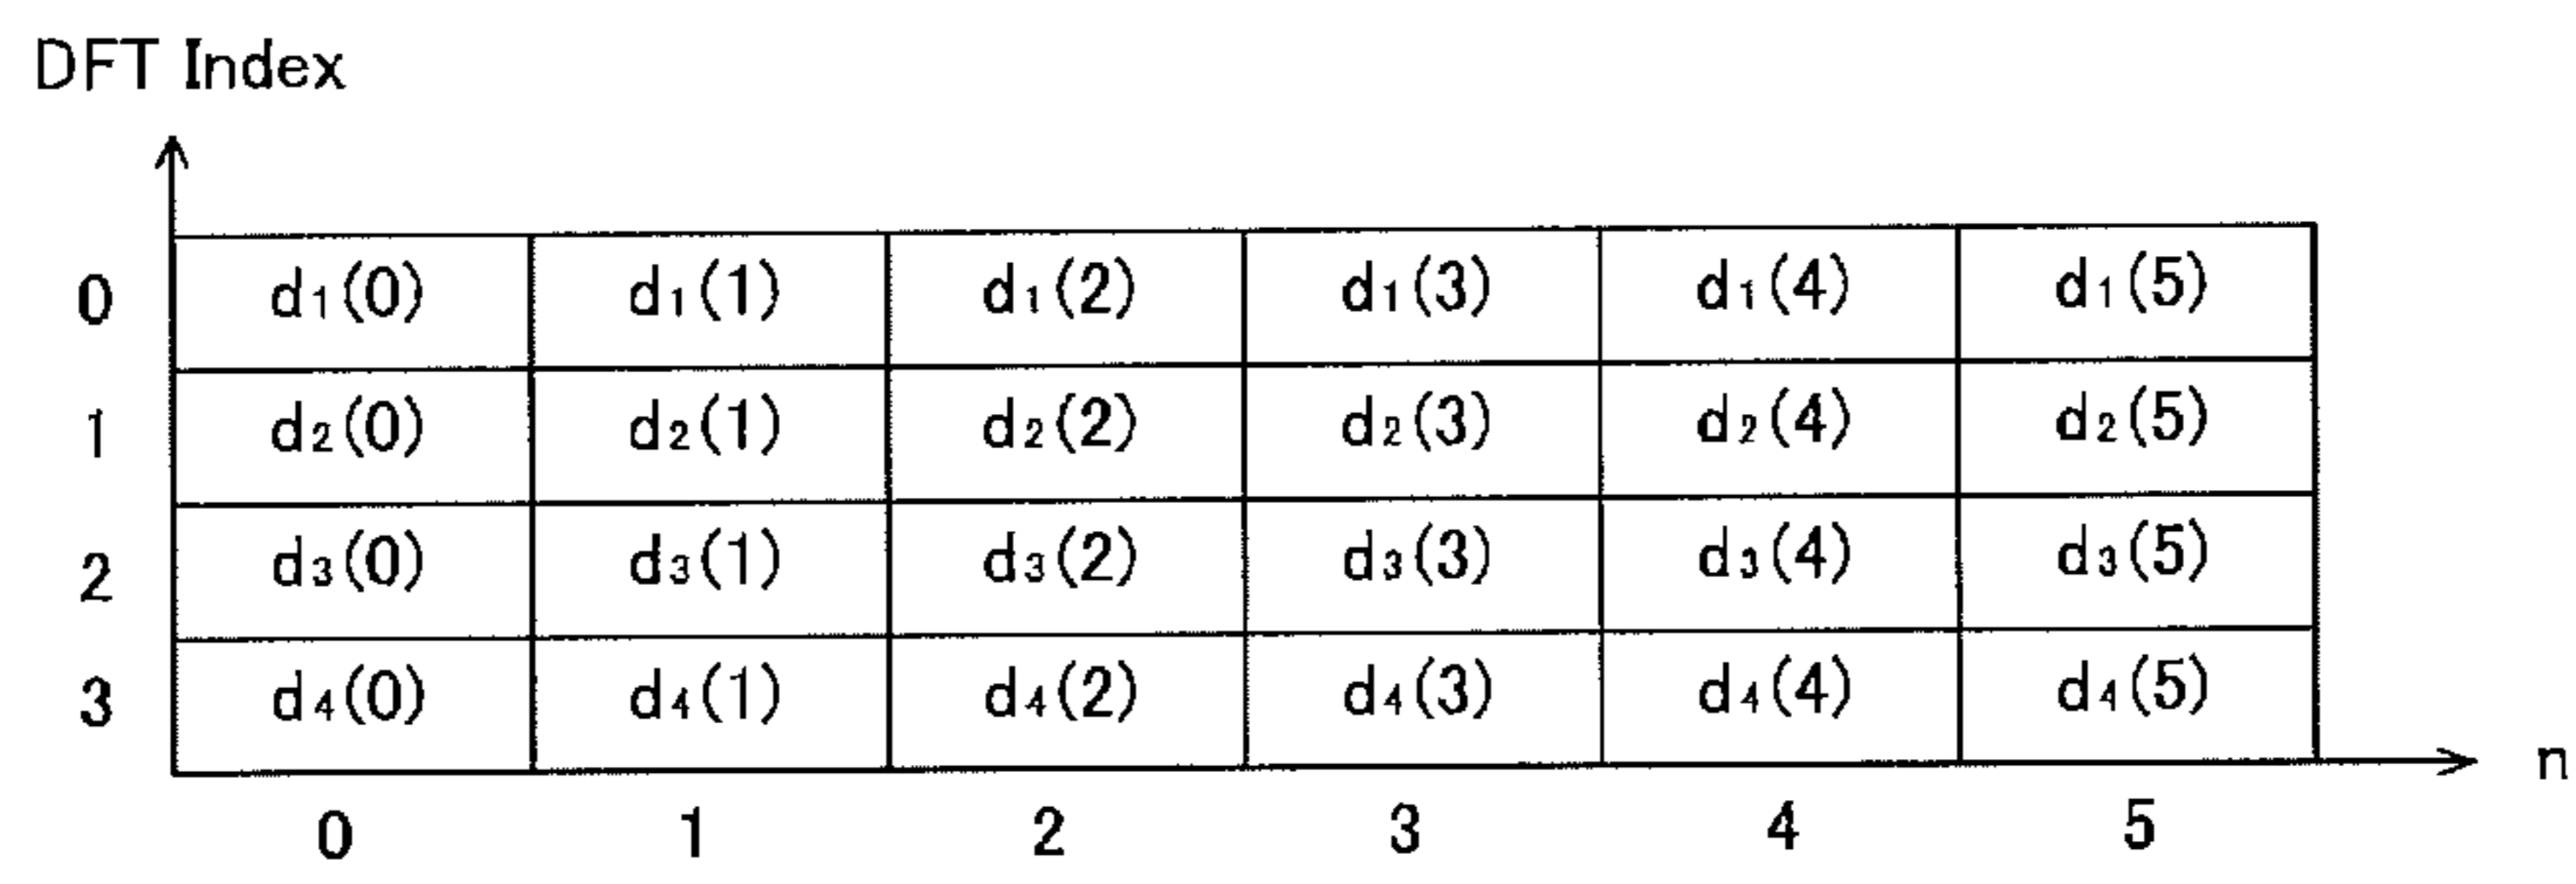 DFT Index
0 d₁(0) d₁(1) d₁(2) d₁(3) d₁(4) d₁(5)
1 d₂(0) d₂(1) d₂(2) d₂(3) d₂(4) d₂(5)
2 d₃(0) d₃(1) d₃(2) d₃(3) d₃(4) d₃(5)
3 d₄(0) d₄(1) d₄(2) d₄(3) d₄(4) d₄(5)
n
0 1 2 3 4 5